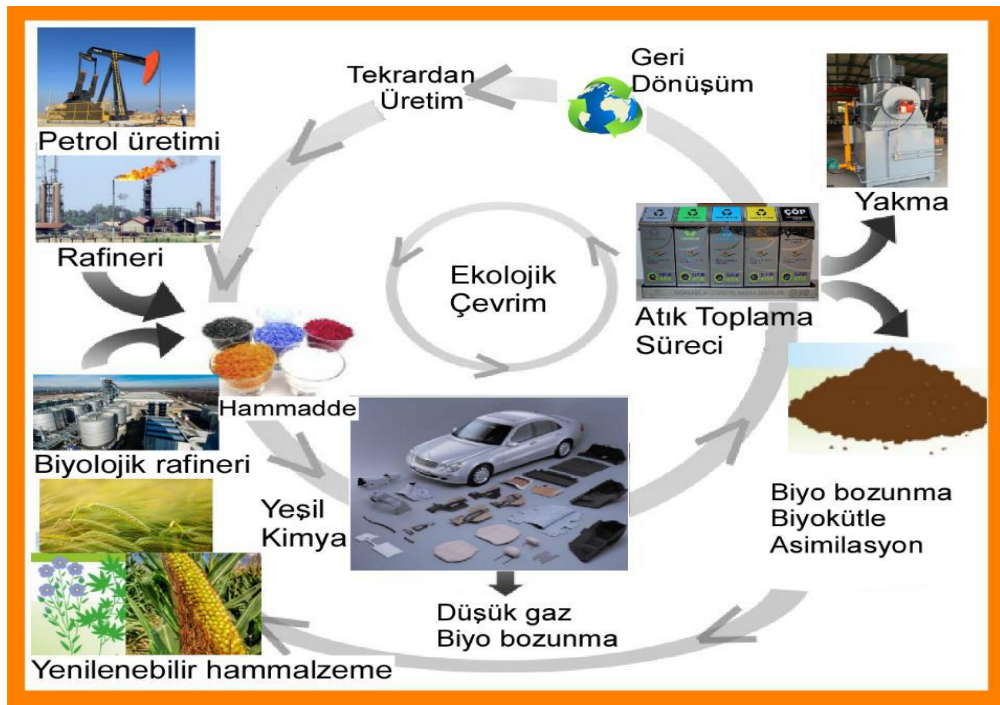 Petrol üretimi
Rafineri
Tekrardan
Üretim
Geri
Dönüşüm
Yakma
Ekolojik
Çevrim
ÇÖP
Atık Toplama
Süreci
Hammadde
Biyolojik rafineri
Yeşil
Kimya
Biyo bozunma
Biyokütle
Asimilasyon
Düşük gaz
Biyo bozunma
Yenilenebilir hammalzeme